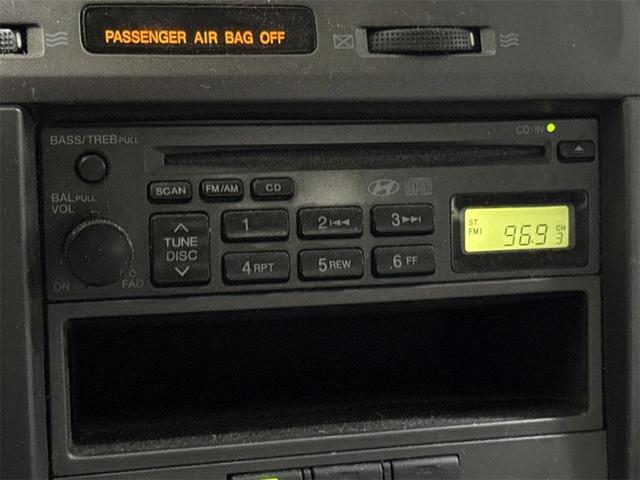 PASSENGER AIR BAG OFF
BASS/TREB PULL
CD-IN
SCAN
FM/AM
CD
BAL PULL
VOL
TUNE
DISC
1
2
3
4 RPT
5 REW
6 FF
ON
FAD
ST
FM1
96.9
CH
3